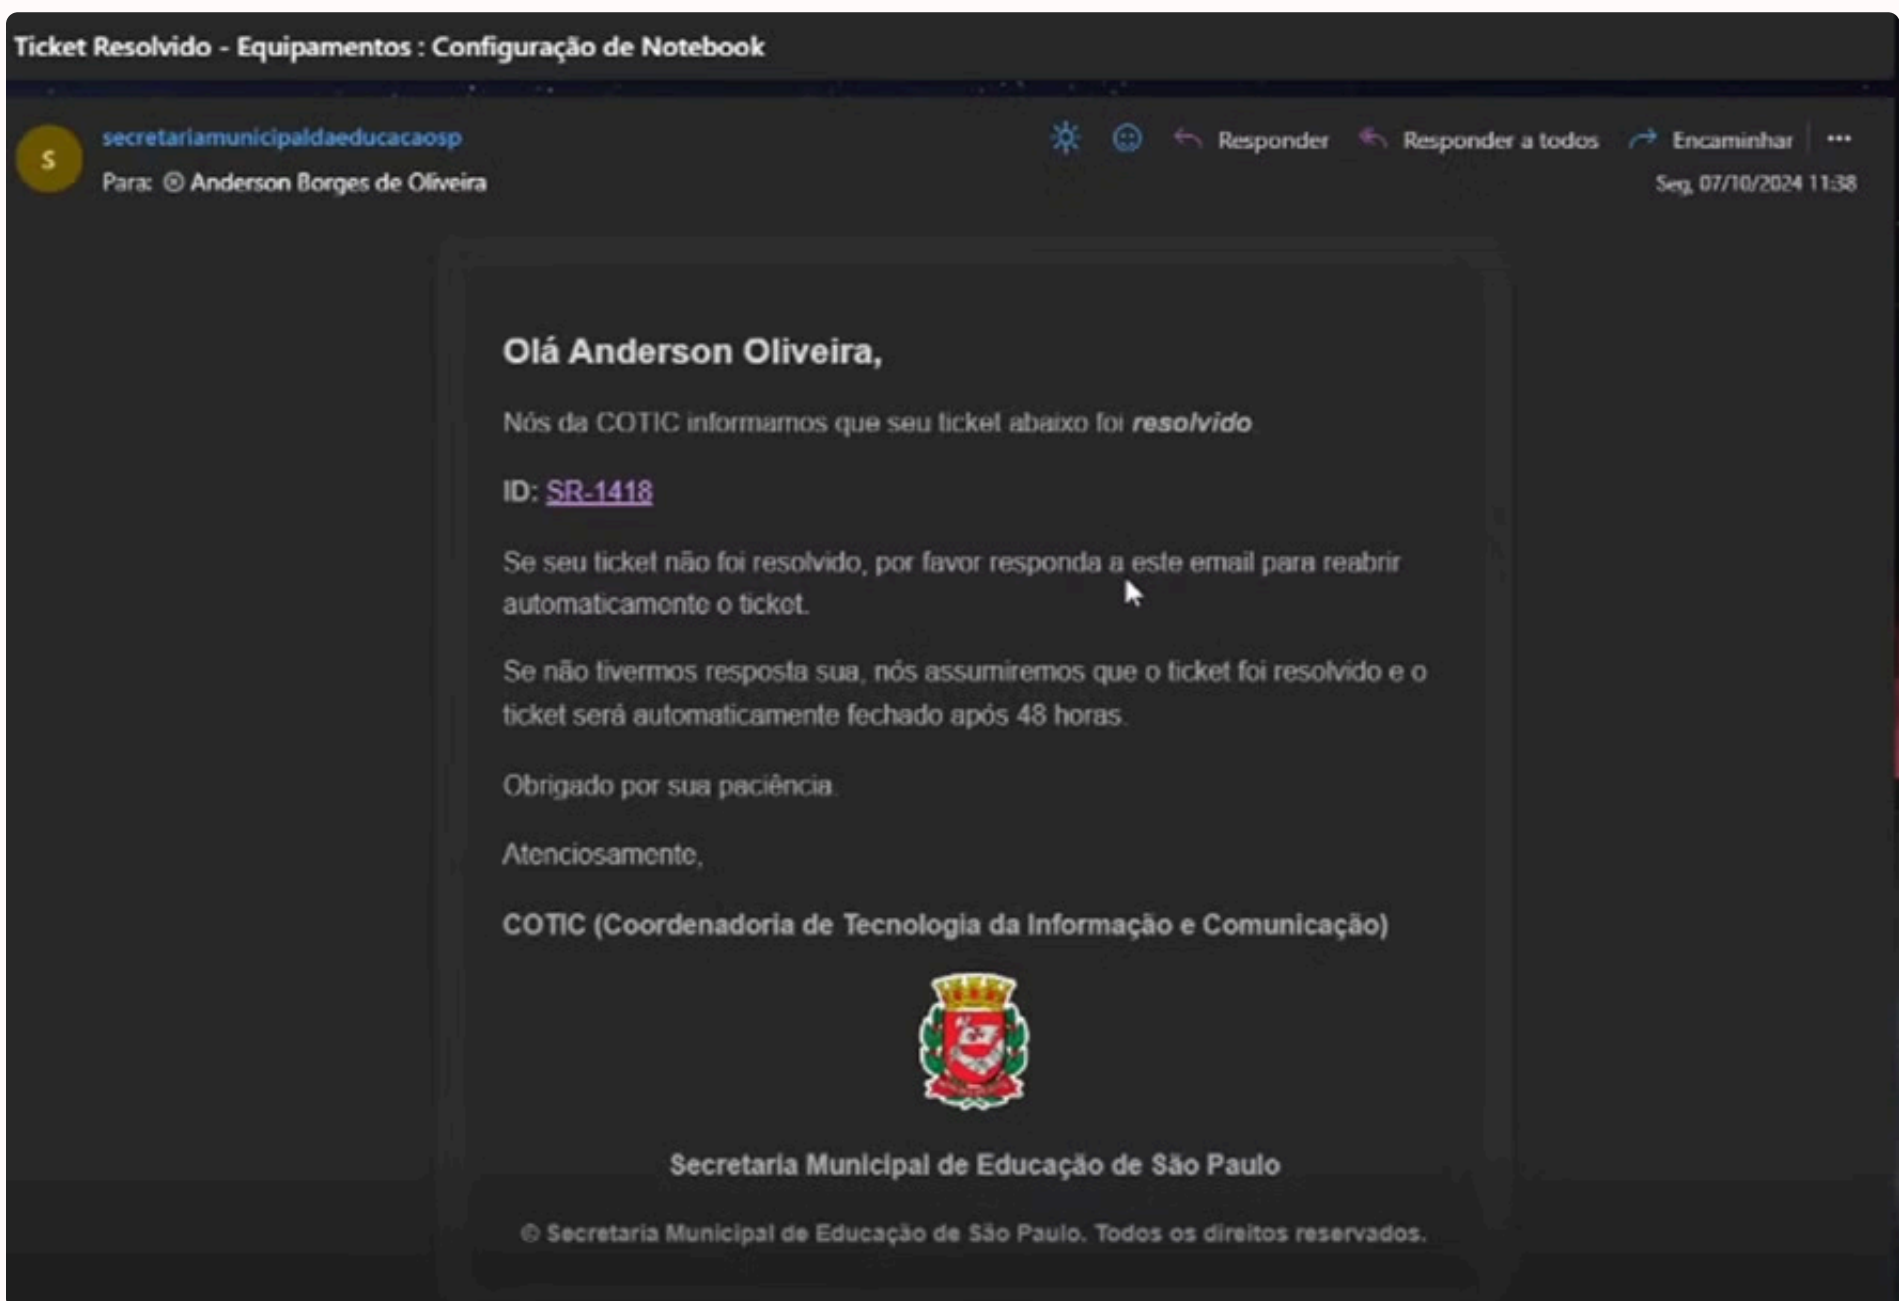 Ticket Resolvido - Equipamentos : Configuração de Notebook
S
secretariamunicipaldaeducacaosp
Responder
Responder a todos
Encaminhar
Para: Anderson Borges de Oliveira
Seg, 07/10/2024 11:38
Olá Anderson Oliveira,
Nós da COTIC informamos que seu ticket abaixo foi resolvido.
ID: SR-1418
Se seu ticket não foi resolvido, por favor responda a este email para reabrir
automaticamente o ticket.
Se não tivermos resposta sua, nós assumiremos que o ticket foi resolvido e o
ticket será automaticamente fechado após 48 horas.
Obrigado por sua paciência.
Atenciosamente,
COTIC (Coordenadoria de Tecnologia da Informação e Comunicação)
Secretaria Municipal de Educação de São Paulo
© Secretaria Municipal de Educação de São Paulo. Todos os direitos reservados.